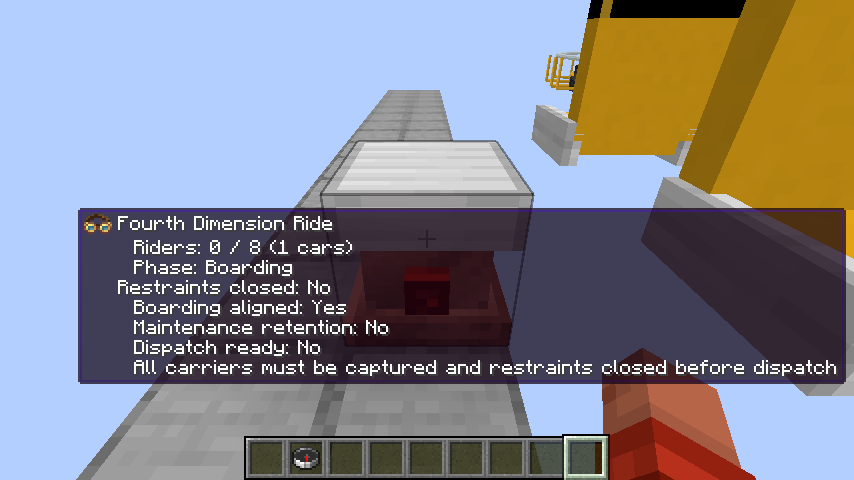 Fourth Dimension Ride
Riders: 0 / 8 (1 cars)
Phase: Boarding
Restraints closed: No
Boarding aligned: Yes
Maintenance retention: No
Dispatch ready: No
All carriers must be captured and restraints closed before dispatch